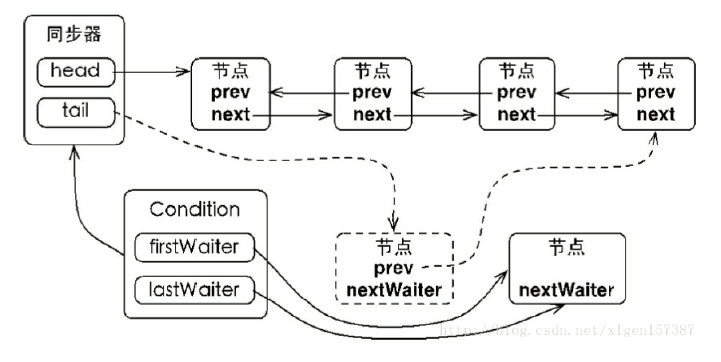 同步器
head
tail
节点
prev
next
节点
prev
next
节点
prev
next
节点
prev
next
Condition
firstWaiter
lastWaiter
节点
prev
nextWaiter
节点
nextWaiter
http://blog.csdn.net/xlgen157387